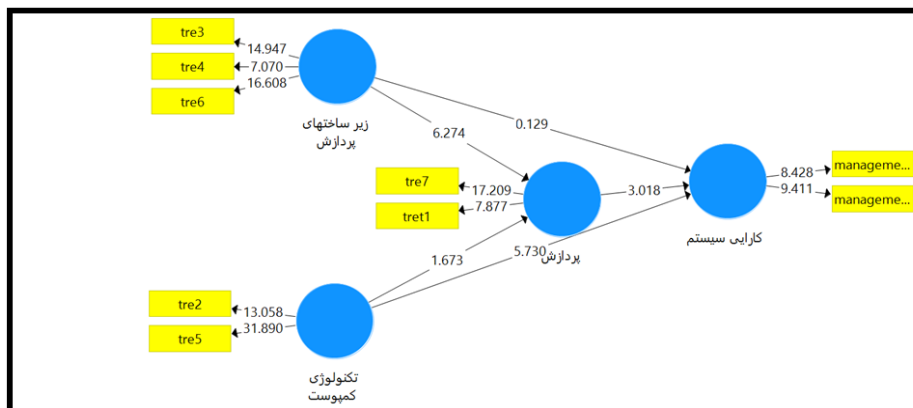 tre3
14.947
tre4
7.070
tre6
16.608
زیر ساختهای
پردازش
6.274
0.129
tre7
17.209
tret1
7.877
3.018
پردازش
manageme...
8.428
manageme...
9.411
کارایی سیستم
1.673
5.730
tre2
13.058
tre5
31.890
تکنولوژی
کمپوست